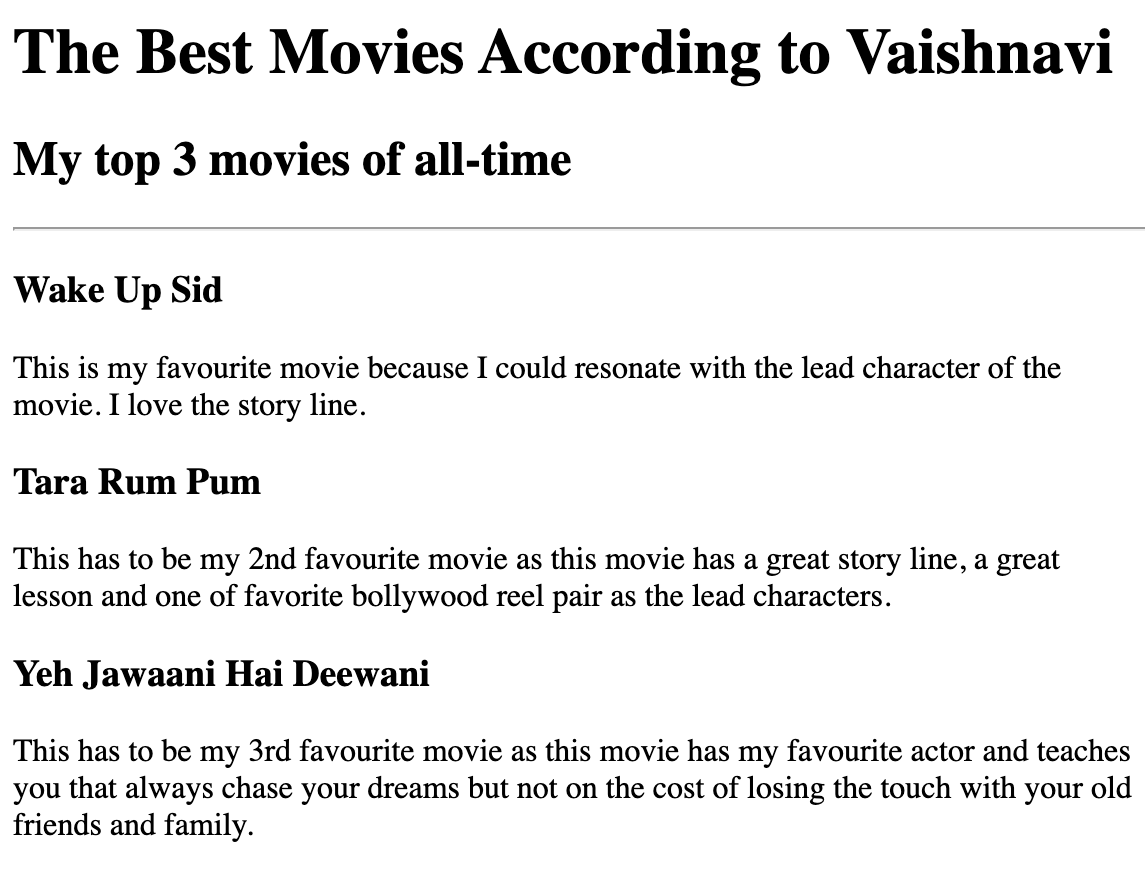 The Best Movies According to Vaishnavi
My top 3 movies of all-time
Wake Up Sid
This is my favourite movie because I could resonate with the lead character of the
movie. I love the story line.
Tara Rum Pum
This has to be my 2nd favourite movie as this movie has a great story line, a great
lesson and one of favorite bollywood reel pair as the lead characters.
Yeh Jawaani Hai Deewani
This has to be my 3rd favourite movie as this movie has my favourite actor and teaches
you that always chase your dreams but not on the cost of losing the touch with your old
friends and family.